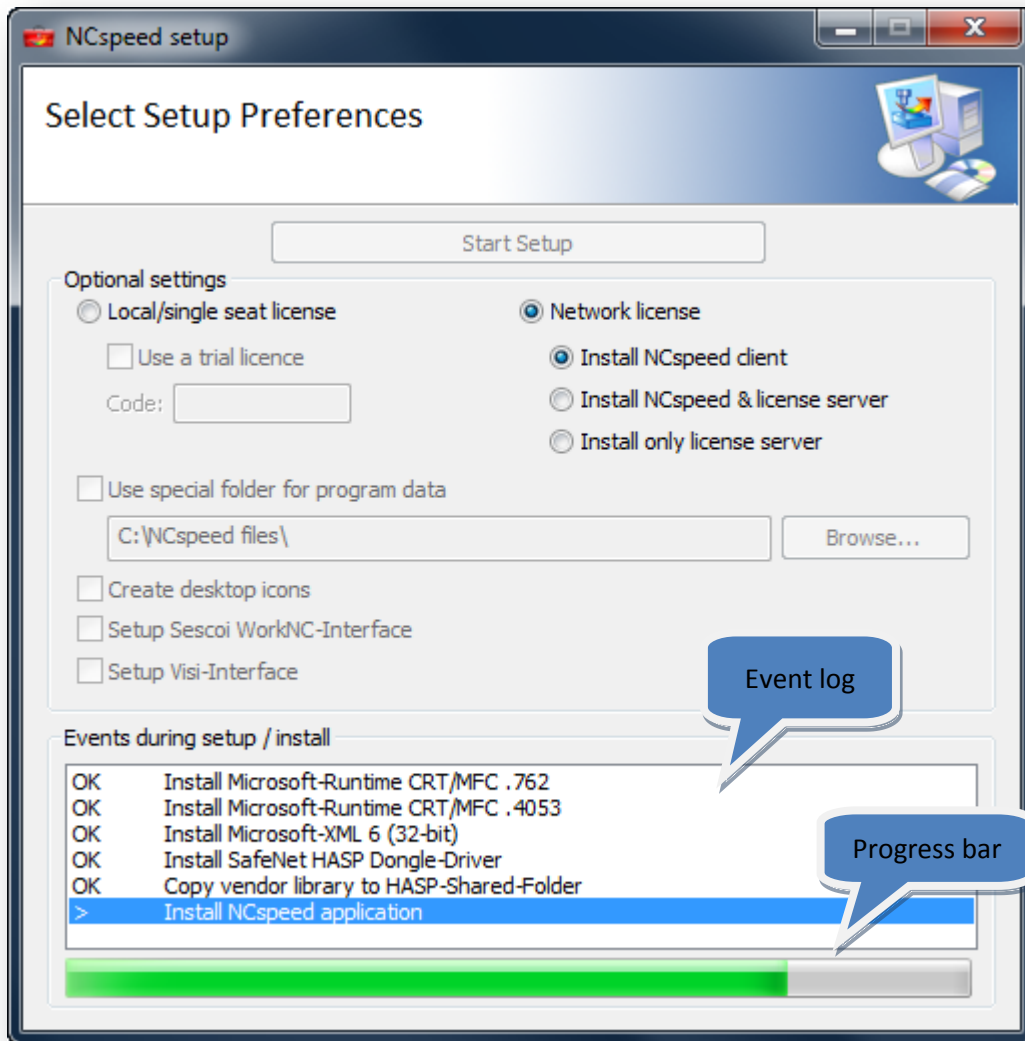 NCspeed setup
Select Setup Preferences
Start Setup
Optional settings
Local/single seat license
Network license
Use a trial licence
Install NCspeed client
Code:
Install NCspeed & license server
Install only license server
Use special folder for program data
C:\NCspeed files\
Browse...
Create desktop icons
Setup Sescoi WorkNC-Interface
Setup Visi-Interface
Event log
Events during setup / install
OK Install Microsoft-Runtime CRT/MFC .762
OK Install Microsoft-Runtime CRT/MFC .4053
OK Install Microsoft-XML 6 (32-bit)
OK Install SafeNet HASP Dongle-Driver
OK Copy vendor library to HASP-Shared-Folder
> Install NCspeed application
Progress bar